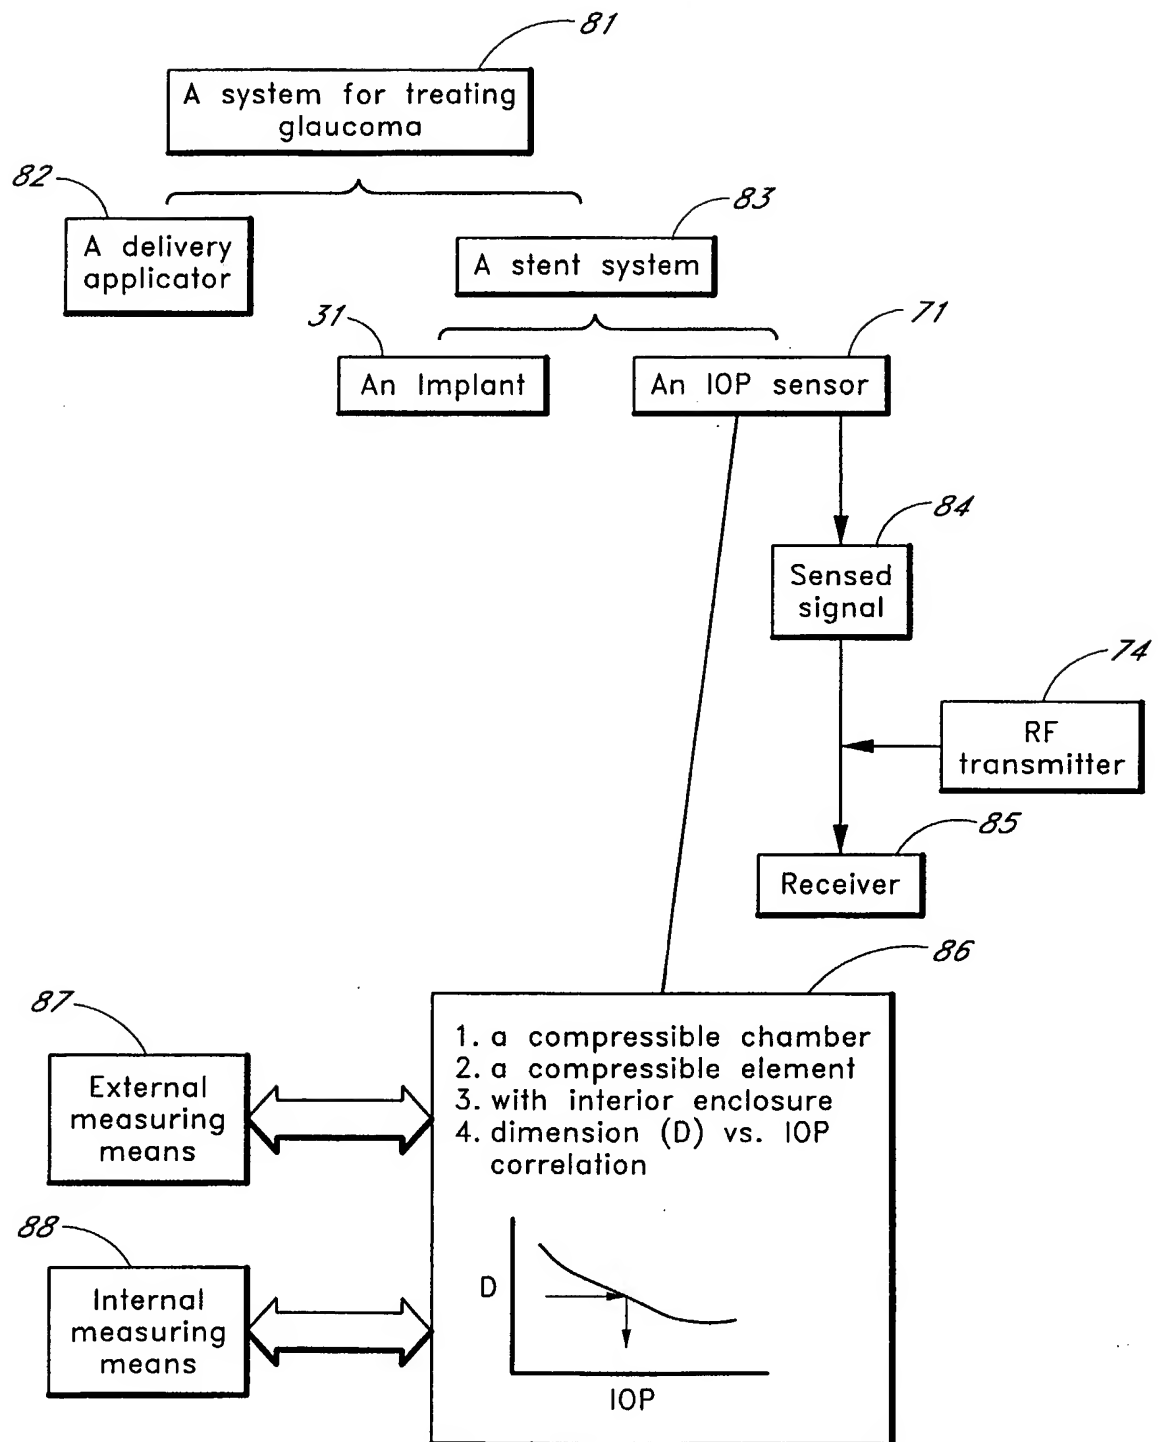 81
A system for treating
glaucoma
82
A delivery
applicator
83
A stent system
31
An Implant
71
An IOP sensor
84
Sensed
signal
74
RF
transmitter
85
Receiver
86
1. a compressible chamber
2. a compressible element
3. with interior enclosure
4. dimension (D) vs. IOP
correlation
D
IOP
87
External
measuring
means
88
Internal
measuring
means